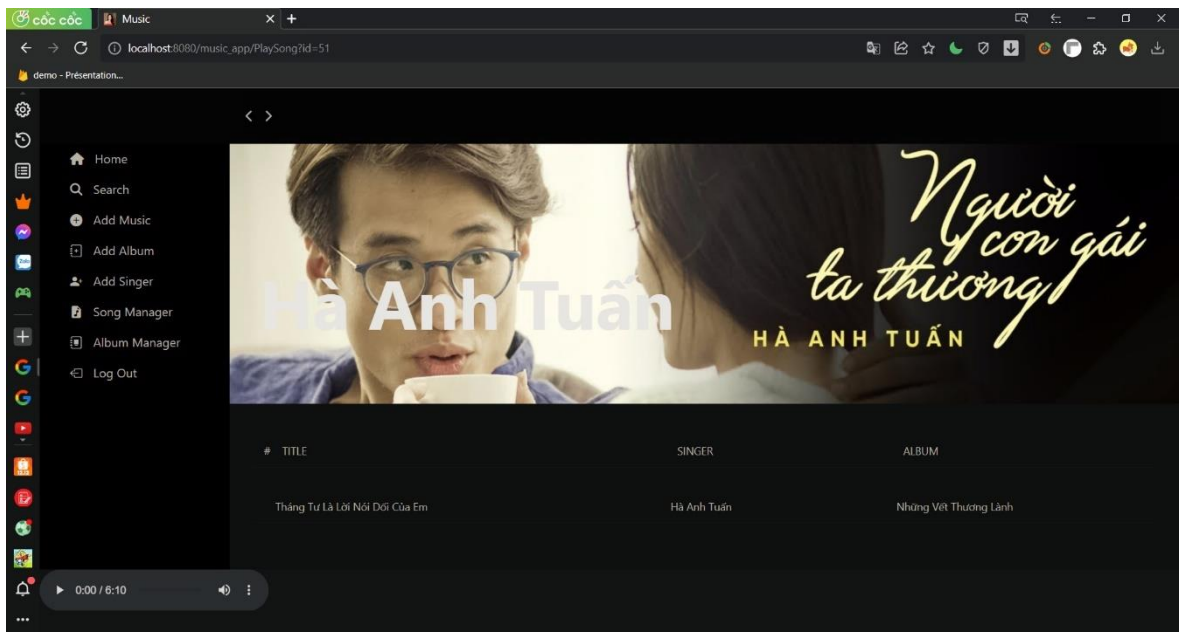 cốc cốc
Music
localhost:8080/music_app/PlaySong?id=51
demo - Présentation...
Home
Search
Add Music
Add Album
Add Singer
Song Manager
Album Manager
Log Out
Hà Anh Tuấn
Người
con gái
ta thương
HÀ ANH TUẤN
# TITLE SINGER ALBUM
Tháng Tư Là Lời Nói Dối Của Em Hà Anh Tuấn Những Vết Thương Lành
0:00 / 6:10